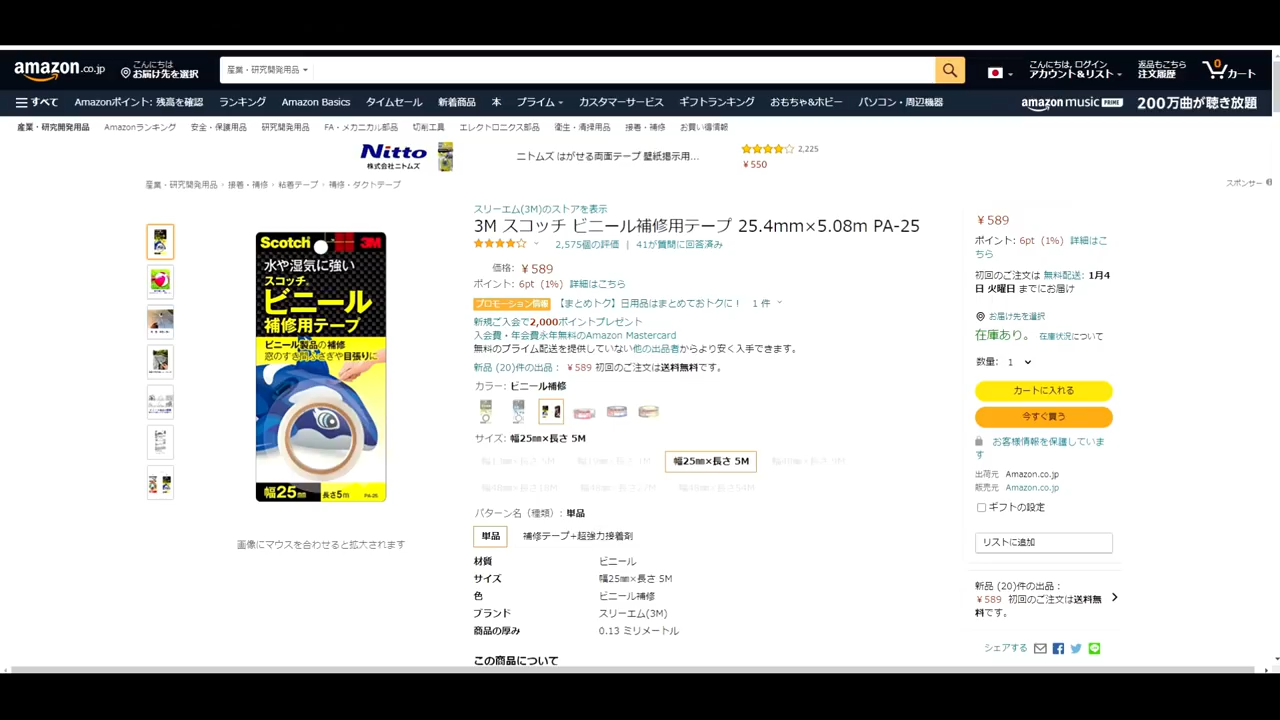 amazon.co.jp
こんにちは
お届け先を選択
産業・研究開発用品
こんにちは, ログイン
アカウント&リスト
返品もこちら
注文履歴
0
カート
すべて
Amazonポイント: 残高を確認
ランキング
Amazon Basics
タイムセール
新着商品
本
プライム
カスタマーサービス
ギフトランキング
おもちゃ&ホビー
パソコン・周辺機器
amazon music PRIME
200万曲が聴き放題
産業・研究開発用品
Amazonランキング
安全・保護用品
研究開発用品
FA・メカニカル部品
切削工具
エレクトロニクス部品
衛生・清掃用品
接着・補修
お買い得情報
Nitto
株式会社ニトムズ
ニトムズ はがせる両面テープ 壁紙掲示用...
2,225
¥550
産業・研究開発用品 › 接着・補修 › 粘着テープ › 補修・ダクトテープ
スポンサー
Scotch 3M
水や湿気に強い
スコッチ
ビニール
補修用テープ
ビニール製品の補修
窓のすき間ふさぎや目張りに
幅25mm
長さ5m
PA-25
画像にマウスを合わせると拡大されます
スリーエム(3M)のストアを表示
3M スコッチ ビニール補修用テープ 25.4mm×5.08m PA-25
2,575個の評価 | 41が質問に回答済み
価格: ¥589
ポイント: 6pt (1%) 詳細はこちら
プロモーション情報 【まとめトク】日用品はまとめておトクに！ 1 件
新規ご入会で2,000ポイントプレゼント
入会費・年会費永年無料のAmazon Mastercard
無料のプライム配送を提供していない他の出品者からより安く入手できます。
新品 (20)件の出品： ¥589 初回のご注文は送料無料です。
カラー: ビニール補修
サイズ: 幅25㎜×長さ 5M
幅25㎜×長さ 5M
パターン名（種類）: 単品
単品
補修テープ+超強力接着剤
材質 ビニール
サイズ 幅25㎜×長さ 5M
色 ビニール補修
ブランド スリーエム(3M)
商品の厚み 0.13 ミリメートル
この商品について
¥589
ポイント: 6pt (1%) 詳細はこ
ちら
初回のご注文は 無料配送: 1月4
日 火曜日 までにお届け
お届け先を選択
在庫あり。 在庫状況について
数量: 1
カートに入れる
今すぐ買う
お客様情報を保護していま
す
出荷元 Amazon.co.jp
販売元 Amazon.co.jp
ギフトの設定
リストに追加
新品 (20)件の出品：
¥589 初回のご注文は送料無
料です。
シェアする